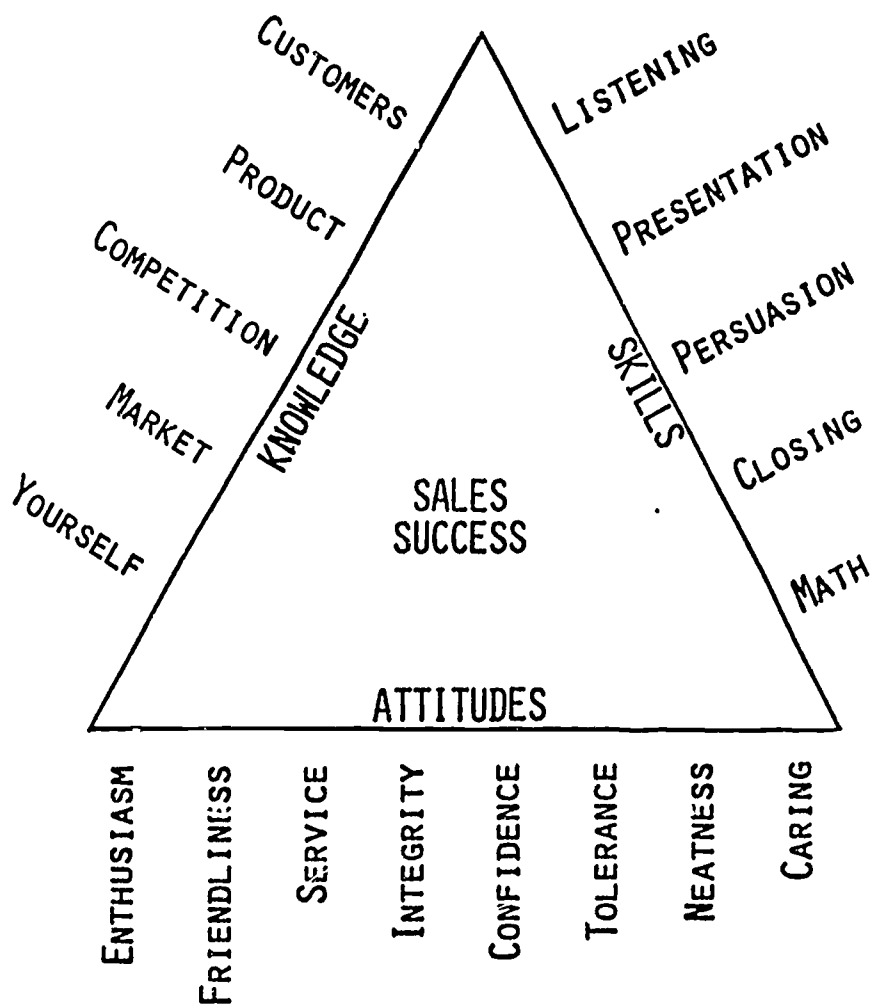 CUSTOMERS
PRODUCT
COMPETITION
MARKET
YOURSELF
KNOWLEDGE
LISTENING
PRESENTATION
PERSUASION
CLOSING
MATH
SKILLS
SALES
SUCCESS
ATTITUDES
ENTHUSIASM
FRIENDLINESS
SERVICE
INTEGRITY
CONFIDENCE
TOLERANCE
NEATNESS
CARING